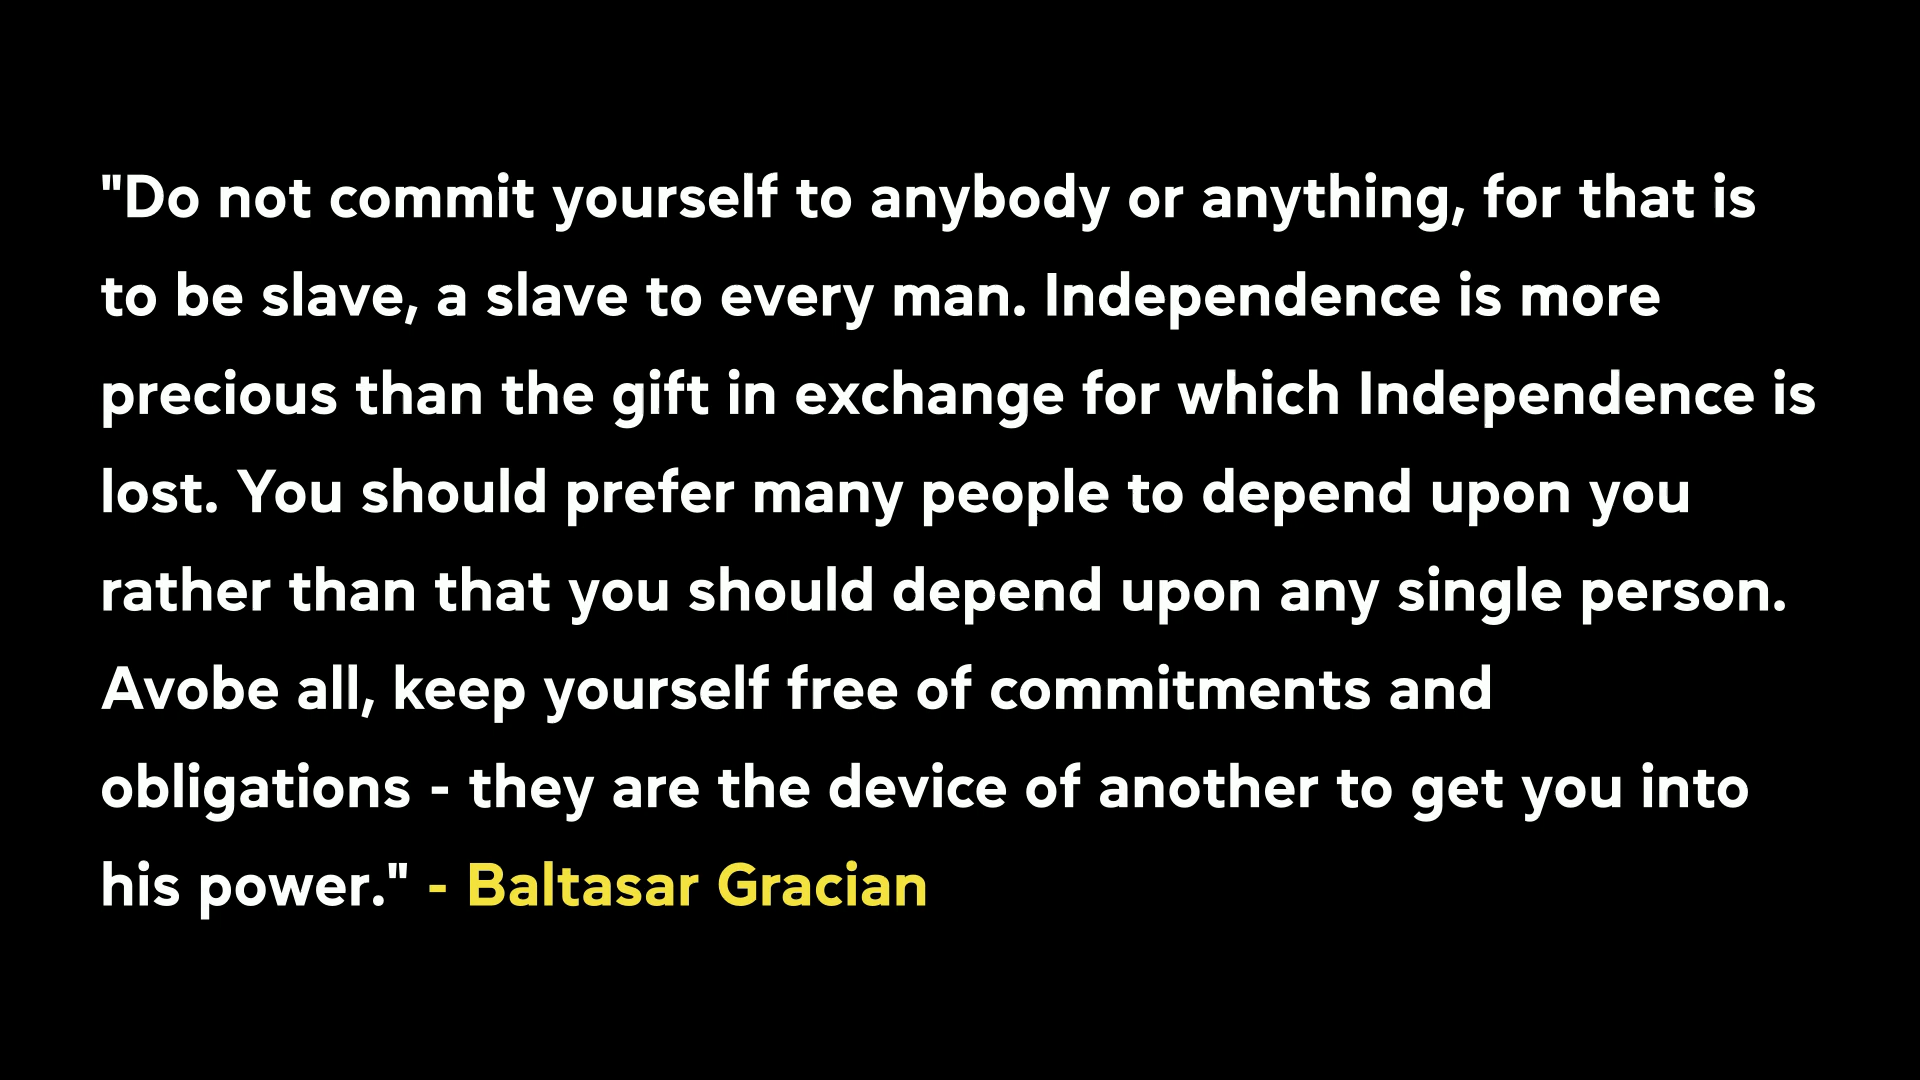 "Do not commit yourself to anybody or anything, for that is
to be slave, a slave to every man. Independence is more
precious than the gift in exchange for which Independence is
lost. You should prefer many people to depend upon you
rather than that you should depend upon any single person.
Avobe all, keep yourself free of commitments and
obligations - they are the device of another to get you into
his power." - Baltasar Gracian